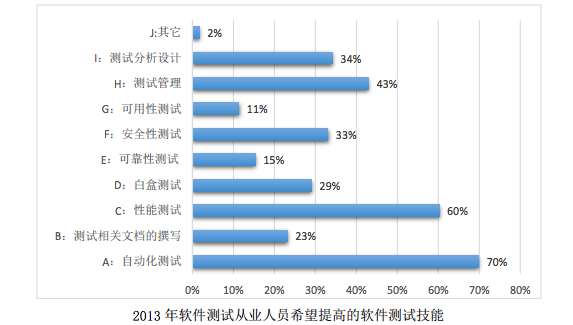 J:其它 2%
I：测试分析设计 34%
H：测试管理 43%
G：可用性测试 11%
F：安全性测试 33%
E：可靠性测试 15%
D：白盒测试 29%
C：性能测试 60%
B：测试相关文档的撰写 23%
A：自动化测试 70%
0% 10% 20% 30% 40% 50% 60% 70% 80%
2013 年软件测试从业人员希望提高的软件测试技能